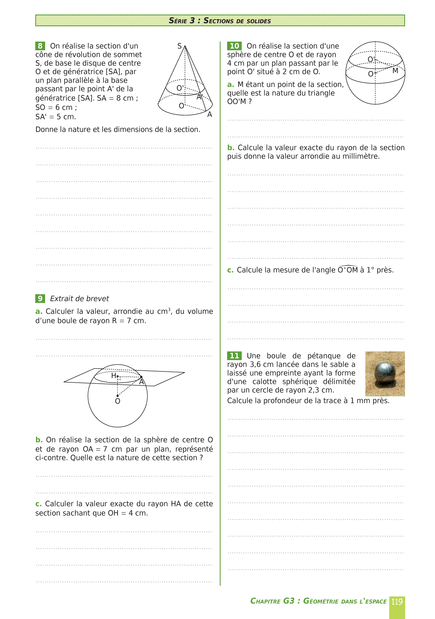 SÉRIE 3 : SECTIONS DE SOLIDES
8 On réalise la section d'un
cône de révolution de sommet
S, de base le disque de centre
O et de génératrice [SA], par
un plan parallèle à la base
passant par le point A' de la
génératrice [SA]. SA = 8 cm ;
SO = 6 cm ;
SA' = 5 cm.
S
O'
A'
O
A
Donne la nature et les dimensions de la section.
9 Extrait de brevet
a. Calculer la valeur, arrondie au cm³, du volume
d'une boule de rayon R = 7 cm.
H
A
O
b. On réalise la section de la sphère de centre O
et de rayon OA = 7 cm par un plan, représenté
ci-contre. Quelle est la nature de cette section ?
c. Calculer la valeur exacte du rayon HA de cette
section sachant que OH = 4 cm.
10 On réalise la section d'une
sphère de centre O et de rayon
4 cm par un plan passant par le
point O' situé à 2 cm de O.
a. M étant un point de la section,
quelle est la nature du triangle
OO'M ?
O'
M
O
b. Calcule la valeur exacte du rayon de la section
puis donne la valeur arrondie au millimètre.
c. Calcule la mesure de l'angle O'OM à 1° près.
11 Une boule de pétanque de
rayon 3,6 cm lancée dans le sable a
laissé une empreinte ayant la forme
d'une calotte sphérique délimitée
par un cercle de rayon 2,3 cm.
Calcule la profondeur de la trace à 1 mm près.
CHAPITRE G3 : GÉOMÉTRIE DANS L'ESPACE 119